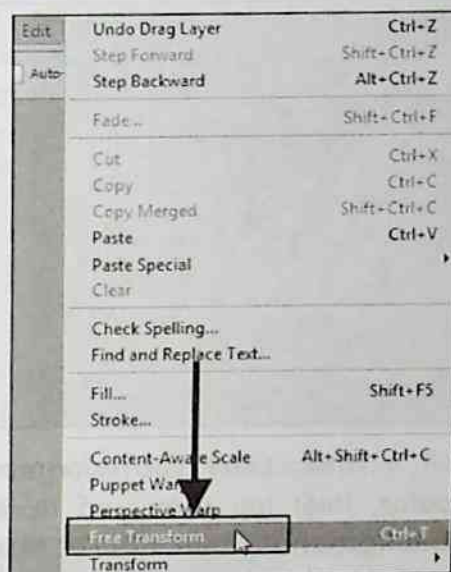 Edit
Auto-
Undo Drag Layer Ctrl+Z
Step Forward Shift+Ctrl+Z
Step Backward Alt+Ctrl+Z
Fade... Shift+Ctrl+F
Cut Ctrl+X
Copy Ctrl+C
Copy Merged Shift+Ctrl+C
Paste Ctrl+V
Paste Special
Clear
Check Spelling...
Find and Replace Text...
Fill... Shift+F5
Stroke...
Content-Aware Scale Alt+Shift+Ctrl+C
Puppet Warp
Perspective Warp
Free Transform Ctrl+T
Transform